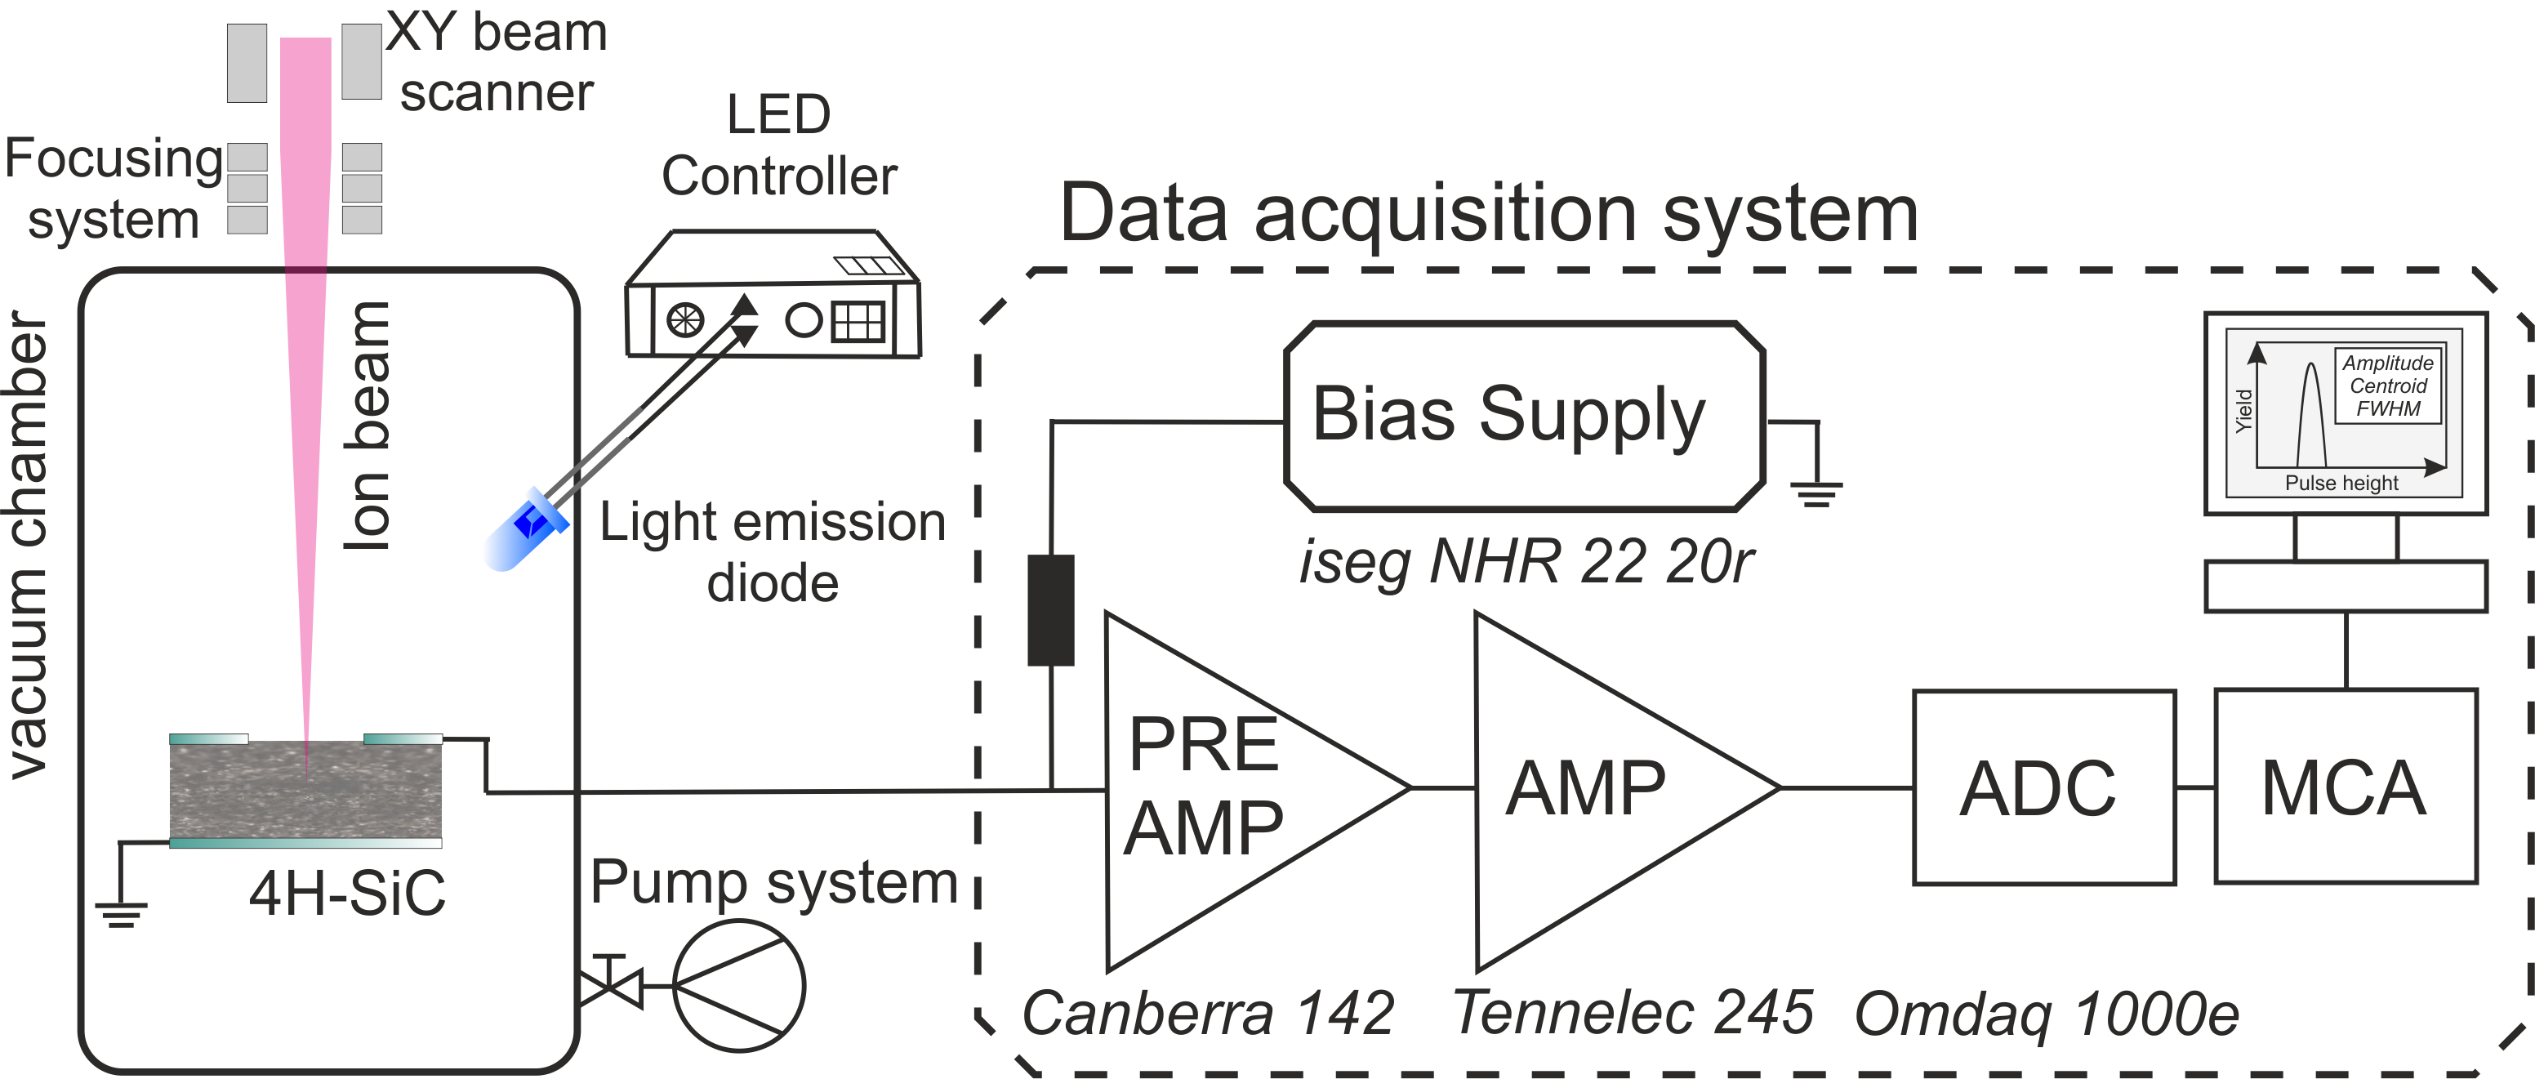 XY beam
scanner
Focusing
system
LED
Controller
Data acquisition system
vacuum chamber
Ion beam
Light emission
diode
Bias Supply
iseg NHR 22 20r
Amplitude
Centroid
FWHM
Yield
Pulse height
PRE
AMP
AMP
ADC
MCA
4H-SiC
Pump system
Canberra 142
Tennelec 245
Omdaq 1000e